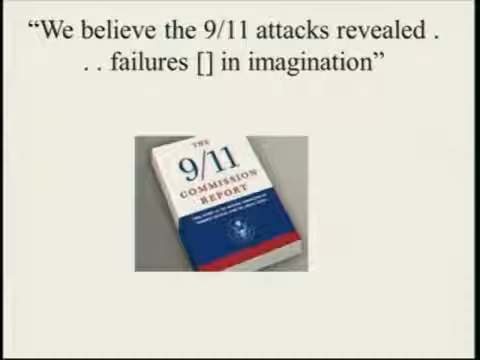 “We believe the 9/11 attacks revealed .
. . failures [] in imagination”
THE
9/11
COMMISSION
REPORT